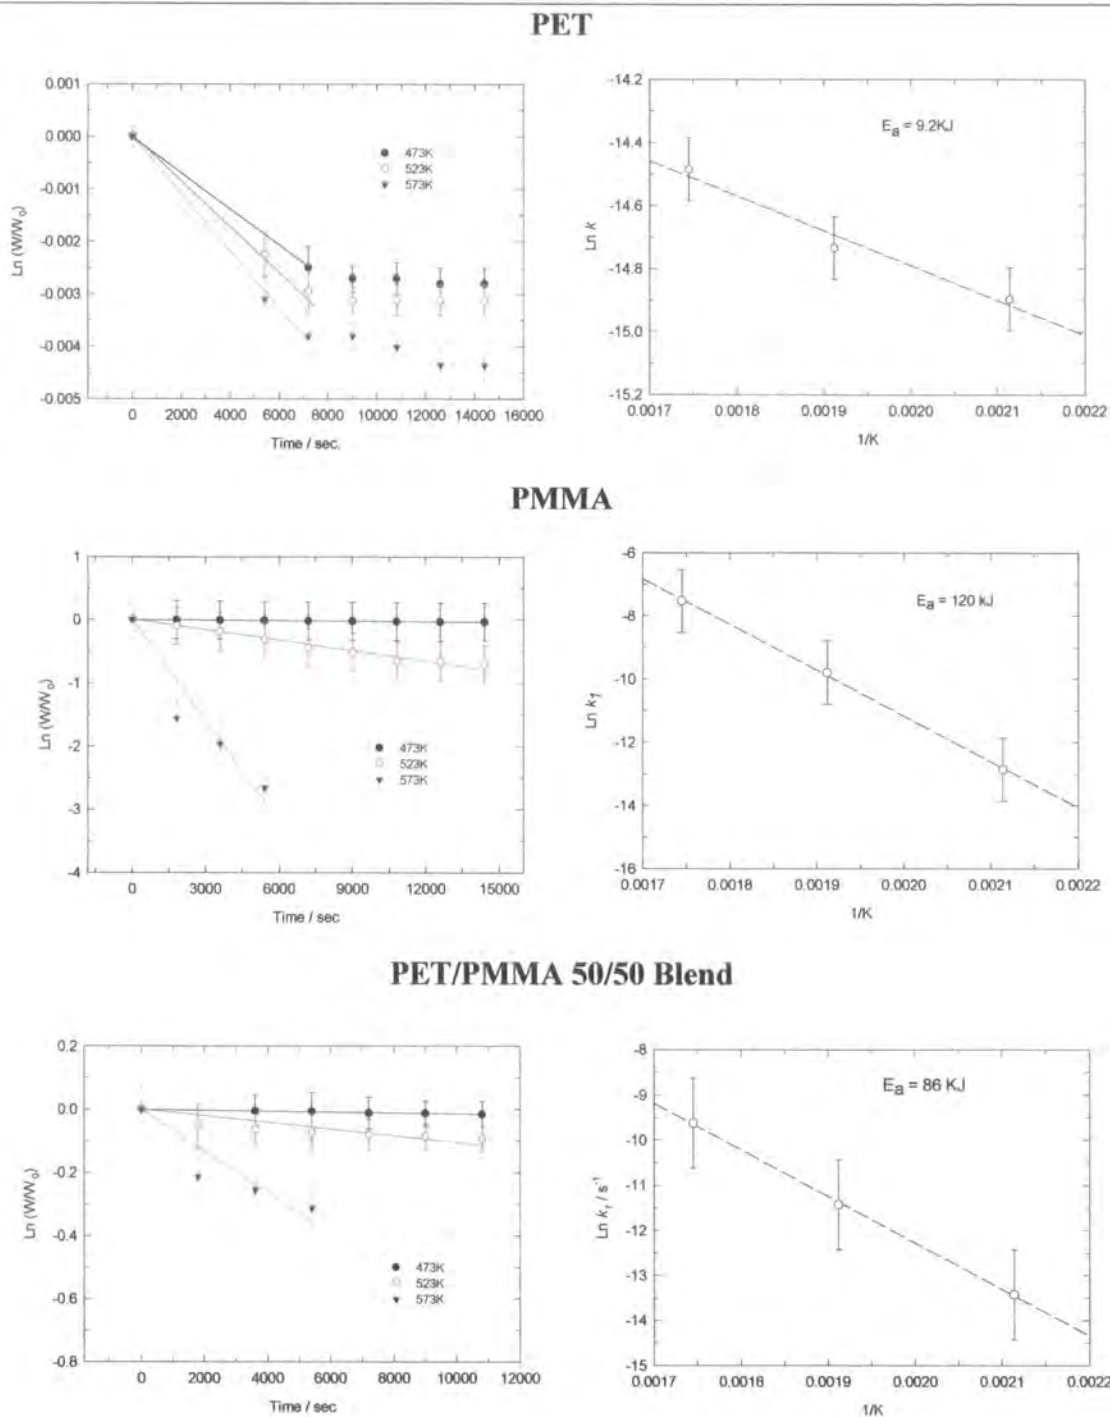 PET
0.001
0.000
-0.001
-0.002
-0.003
-0.004
-0.005
Ln (W/W₀)
473K
523K
573K
0 2000 4000 6000 8000 10000 12000 14000 16000
Time / sec.
-14.2
-14.4
-14.6
-14.8
-15.0
-15.2
Ln k
Eₐ = 9.2KJ
0.0017 0.0018 0.0019 0.0020 0.0021 0.0022
1/K
PMMA
1
0
-1
-2
-3
-4
Ln (W/W₀)
473K
523K
573K
0 3000 6000 9000 12000 15000
Time / sec
-6
-8
-10
-12
-14
-16
Ln k₁
Eₐ = 120 kJ
0.0017 0.0018 0.0019 0.0020 0.0021 0.0022
1/K
PET/PMMA 50/50 Blend
0.2
0.0
-0.2
-0.4
-0.6
-0.8
Ln (W/W₀)
473K
523K
573K
0 2000 4000 6000 8000 10000 12000
Time / sec
-8
-9
-10
-11
-12
-13
-14
-15
Ln k₁ / s⁻¹
Eₐ = 86 KJ
0.0017 0.0018 0.0019 0.0020 0.0021 0.0022
1/K